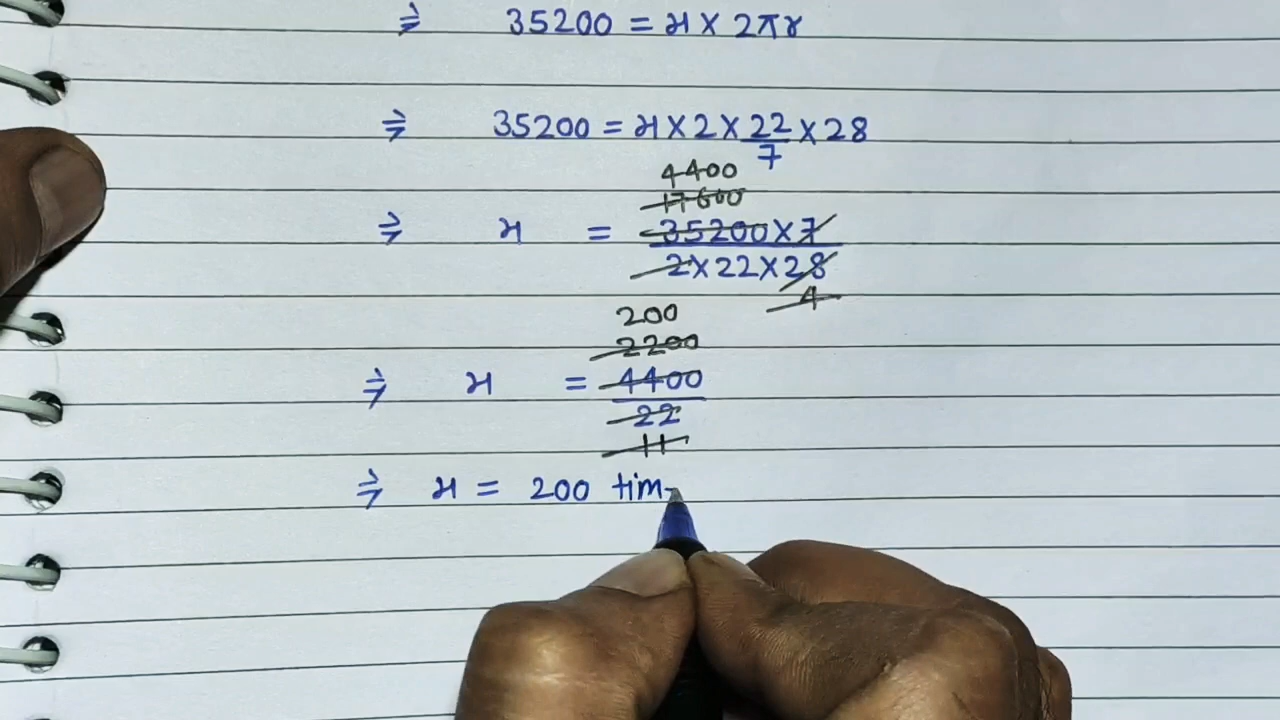 ⇒ 35200 = n × 2πr
⇒ 35200 = n × 2 × 22/7 × 28
4400
17600
⇒ n = 35200 × 7
2 × 22 × 28
4
200
2200
⇒ n = 4400
22
11
⇒ n = 200 tim